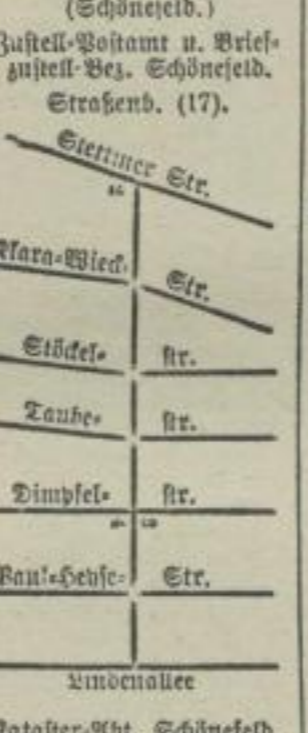 (Schönefeld.)
Zustell-Postamt u. Brief-
zustell-Bez. Schönefeld.
Straßenb. (17).
Stettiner Str.
Klara-Wieck- Str.
Stöckel- str.
Taube- str.
Dimpfel- str.
Paul-Heyse- Str.
Lindenallee
Kataster-Abt. Schönefeld